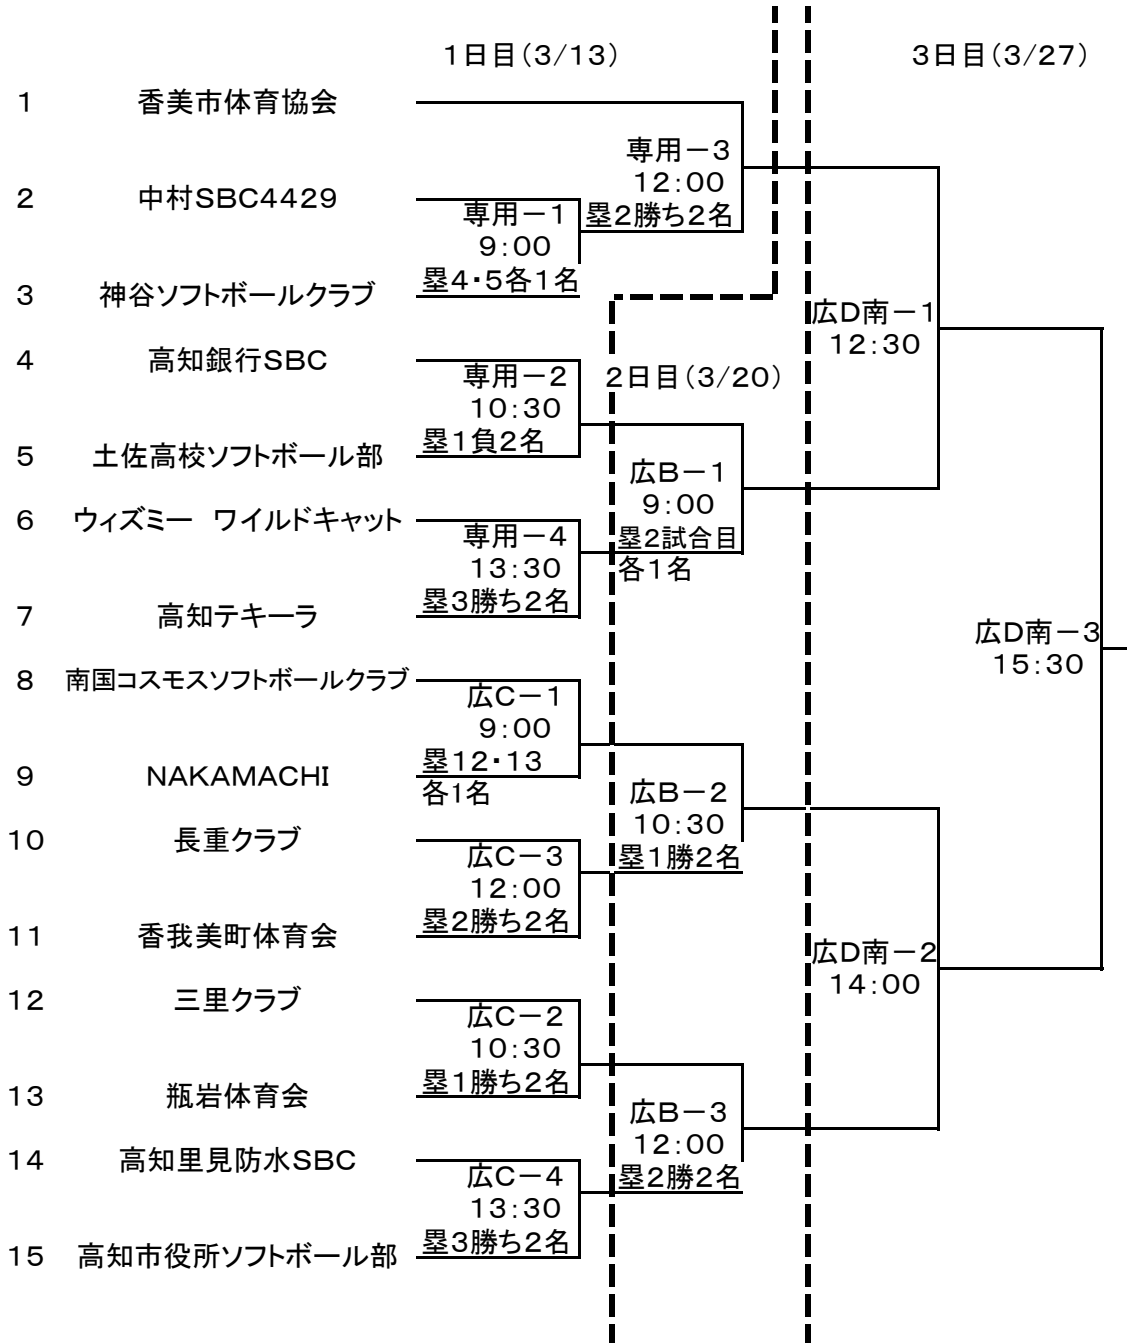 1日目(3/13)
3日目(3/27)
1 香美市体育協会
専用－3
12:00
塁2勝ち2名
2 中村SBC4429
専用－1
9:00
塁4・5各1名
3 神谷ソフトボールクラブ
広D南－1
12:30
4 高知銀行SBC
専用－2
10:30
塁1負2名
2日目(3/20)
5 土佐高校ソフトボール部
広B－1
9:00
塁2試合目
各1名
6 ウィズミー ワイルドキャット
専用－4
13:30
塁3勝ち2名
7 高知テキーラ
広D南－3
15:30
8 南国コスモスソフトボールクラブ
広C－1
9:00
塁12・13
各1名
9 NAKAMACHI
広B－2
10:30
塁1勝2名
10 長重クラブ
広C－3
12:00
塁2勝ち2名
11 香我美町体育会
広D南－2
14:00
12 三里クラブ
広C－2
10:30
塁1勝ち2名
13 瓶岩体育会
広B－3
12:00
塁2勝2名
14 高知里見防水SBC
広C－4
13:30
塁3勝ち2名
15 高知市役所ソフトボール部